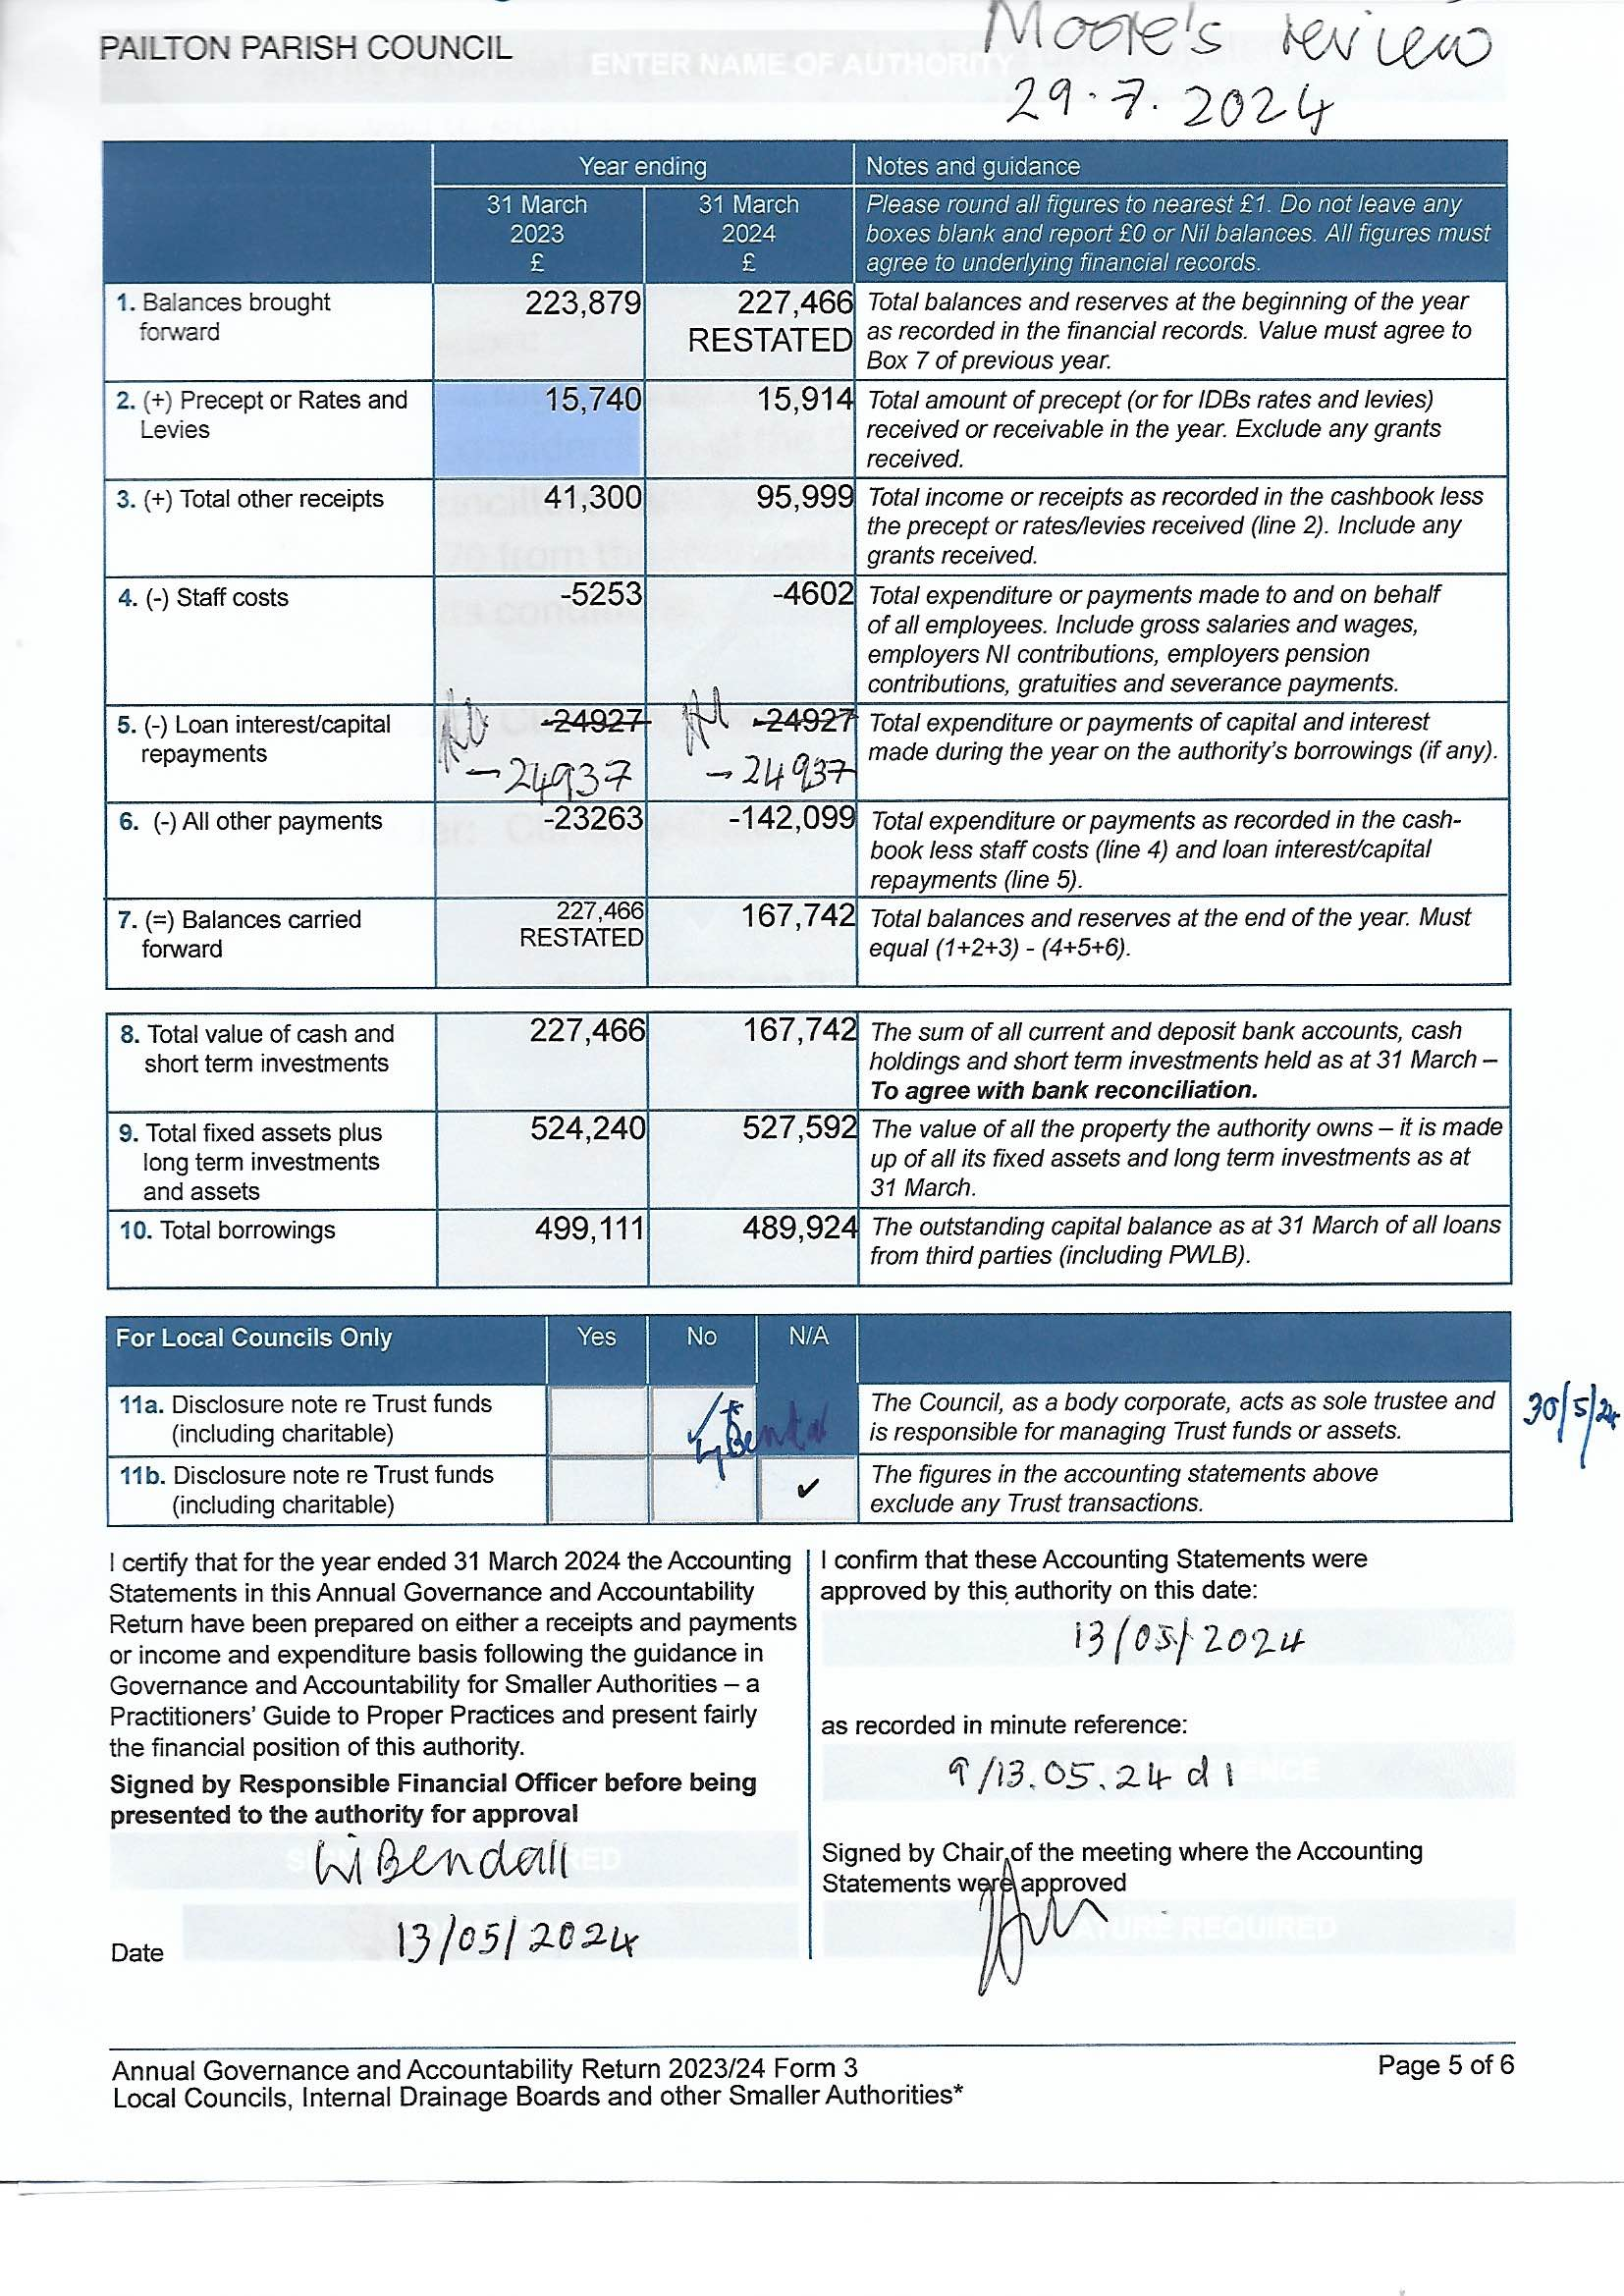 PAILTON PARISH COUNCIL
ENTER NAME OF AUTHORITY
Moore's review
29.7.2024
Year ending
Notes and guidance
31 March 2023 £
31 March 2024 £
Please round all figures to nearest £1. Do not leave any
boxes blank and report £0 or Nil balances. All figures must
agree to underlying financial records.
1. Balances brought forward
223,879
227,466 RESTATED
Total balances and reserves at the beginning of the year
as recorded in the financial records. Value must agree to
Box 7 of previous year.
2. (+) Precept or Rates and Levies
15,740
15,914
Total amount of precept (or for IDBs rates and levies)
received or receivable in the year. Exclude any grants
received.
3. (+) Total other receipts
41,300
95,999
Total income or receipts as recorded in the cashbook less
the precept or rates/levies received (line 2). Include any
grants received.
4. (-) Staff costs
-5253
-4602
Total expenditure or payments made to and on behalf
of all employees. Include gross salaries and wages,
employers NI contributions, employers pension
contributions, gratuities and severance payments.
5. (-) Loan interest/capital repayments
-24927
-24937
-24927
-24937
Total expenditure or payments of capital and interest
made during the year on the authority's borrowings (if any).
6. (-) All other payments
-23263
-142,099
Total expenditure or payments as recorded in the cash-
book less staff costs (line 4) and loan interest/capital
repayments (line 5).
7. (=) Balances carried forward
227,466 RESTATED
167,742
Total balances and reserves at the end of the year. Must
equal (1+2+3) - (4+5+6).
8. Total value of cash and short term investments
227,466
167,742
The sum of all current and deposit bank accounts, cash
holdings and short term investments held as at 31 March –
To agree with bank reconciliation.
9. Total fixed assets plus long term investments and assets
524,240
527,592
The value of all the property the authority owns – it is made
up of all its fixed assets and long term investments as at
31 March.
10. Total borrowings
499,111
489,924
The outstanding capital balance as at 31 March of all loans
from third parties (including PWLB).
For Local Councils Only
Yes
No
N/A
11a. Disclosure note re Trust funds
(including charitable)
✓*
The Council, as a body corporate, acts as sole trustee and
is responsible for managing Trust funds or assets.
30/5/24
11b. Disclosure note re Trust funds
(including charitable)
✓
The figures in the accounting statements above
exclude any Trust transactions.
I certify that for the year ended 31 March 2024 the Accounting
Statements in this Annual Governance and Accountability
Return have been prepared on either a receipts and payments
or income and expenditure basis following the guidance in
Governance and Accountability for Smaller Authorities – a
Practitioners' Guide to Proper Practices and present fairly
the financial position of this authority.
Signed by Responsible Financial Officer before being
presented to the authority for approval
Bendall
Date
13/05/2024
I confirm that these Accounting Statements were
approved by this authority on this date:
13/05/2024
as recorded in minute reference:
9/13.05.24 d 1
Signed by Chair of the meeting where the Accounting
Statements were approved
SIGNATURE REQUIRED
Annual Governance and Accountability Return 2023/24 Form 3
Local Councils, Internal Drainage Boards and other Smaller Authorities*
Page 5 of 6